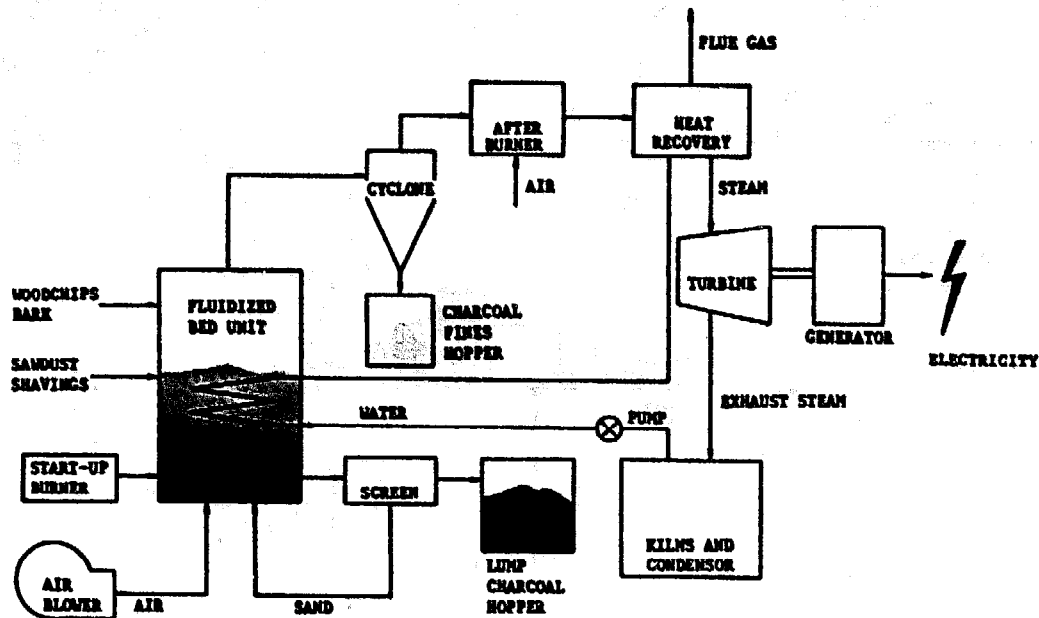 FLUE GAS
AFTER
BURNER
HEAT
RECOVERY
CYCLONE
AIR
STEAM
WOODCHIPS
BARK
FLUIDIZED
BED UNIT
CHARCOAL
FINES
HOPPER
TURBINE
GENERATOR
ELECTRICITY
SAWDUST
SHAVINGS
WATER
PUMP
EXHAUST STEAM
START-UP
BURNER
SCREEN
KILNS AND
CONDENSOR
LUMP
CHARCOAL
HOPPER
AIR
BLOWER
AIR
SAND